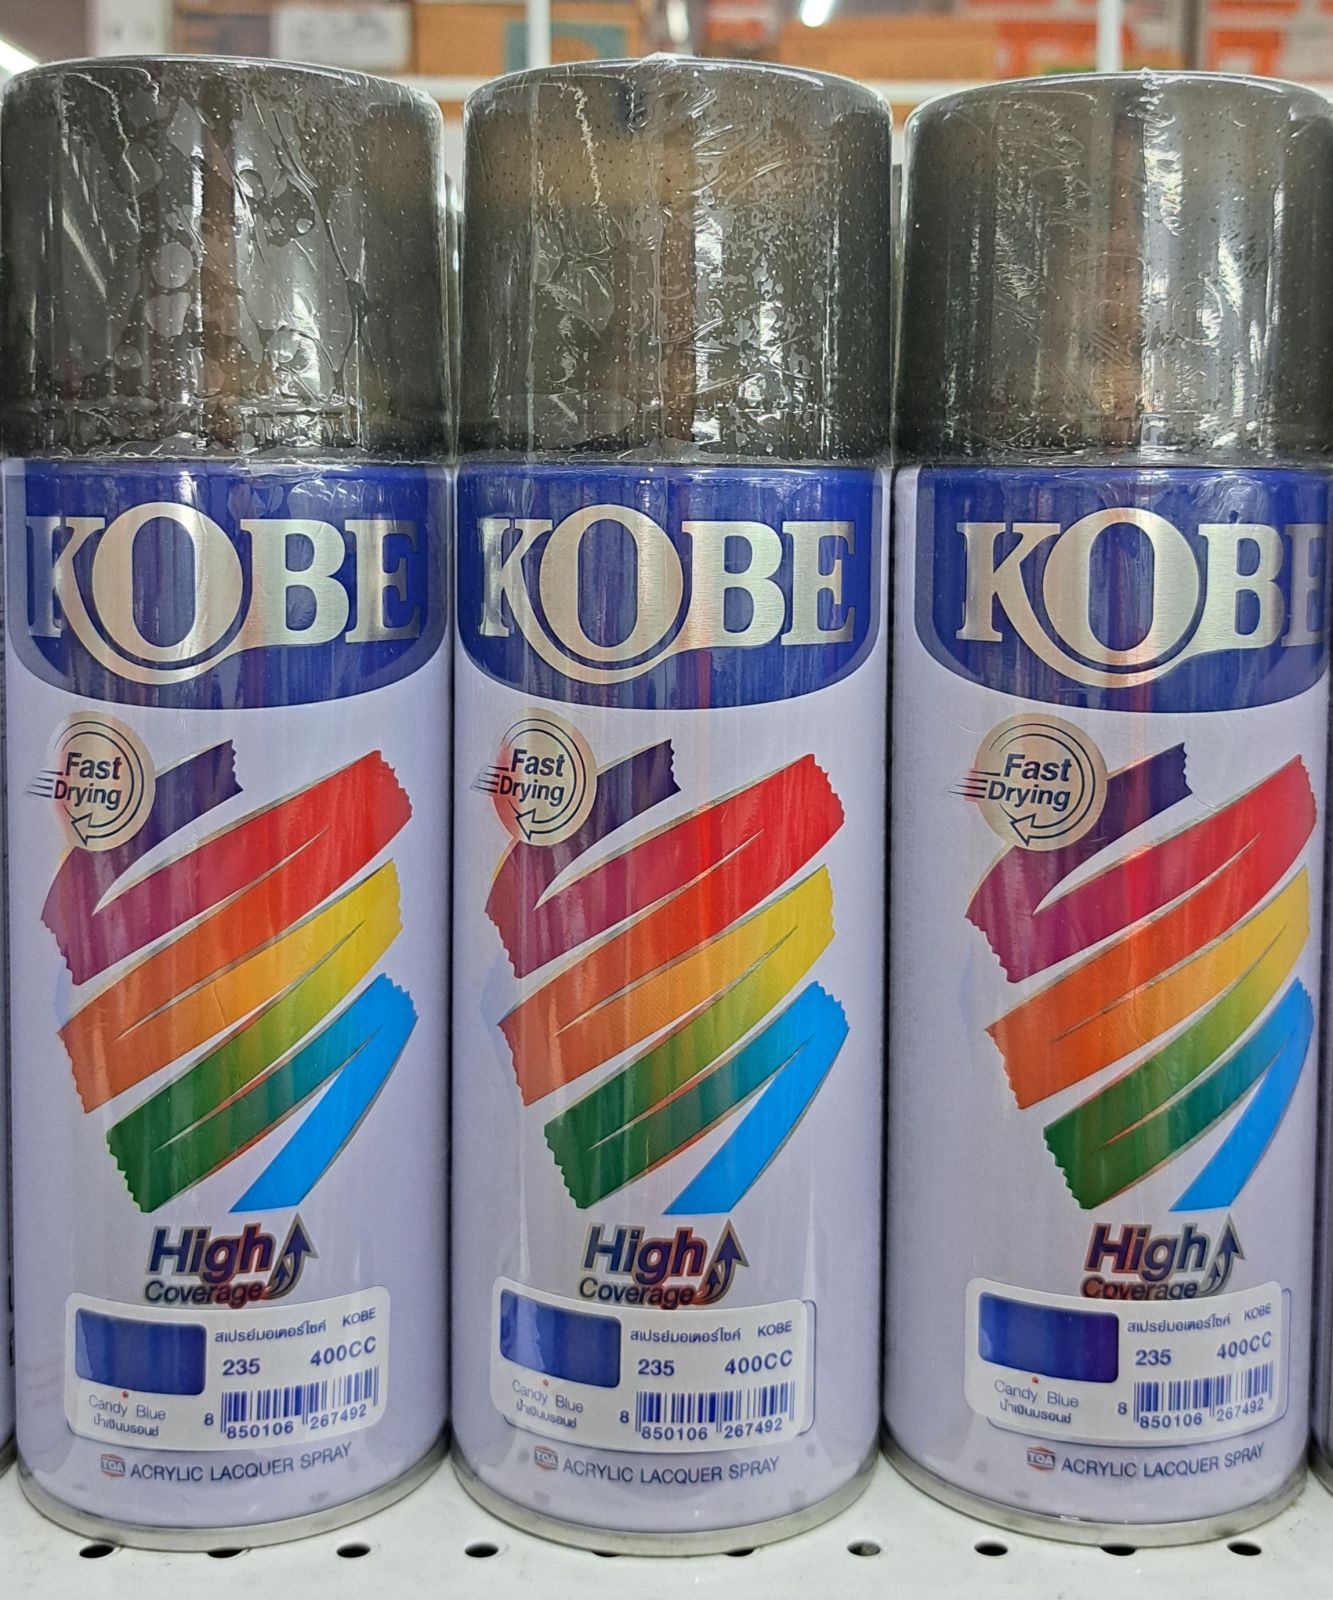 KOBE
Fast
Drying
High
Coverage
สเปรย์มอเตอร์ไซค์ KOBE
235 400CC
Candy Blue
น้ำเงินบรอนซ์
8 850106 267492
TOA ACRYLIC LACQUER SPRAY
KOBE
Fast
Drying
High
Coverage
สเปรย์มอเตอร์ไซค์ KOBE
235 400CC
Candy Blue
น้ำเงินบรอนซ์
8 850106 267492
TOA ACRYLIC LACQUER SPRAY
KOBE
Fast
Drying
High
Coverage
สเปรย์มอเตอร์ไซค์ KOBE
235 400CC
Candy Blue
น้ำเงินบรอนซ์
8 850106 267492
TOA ACRYLIC LACQUER SPRAY